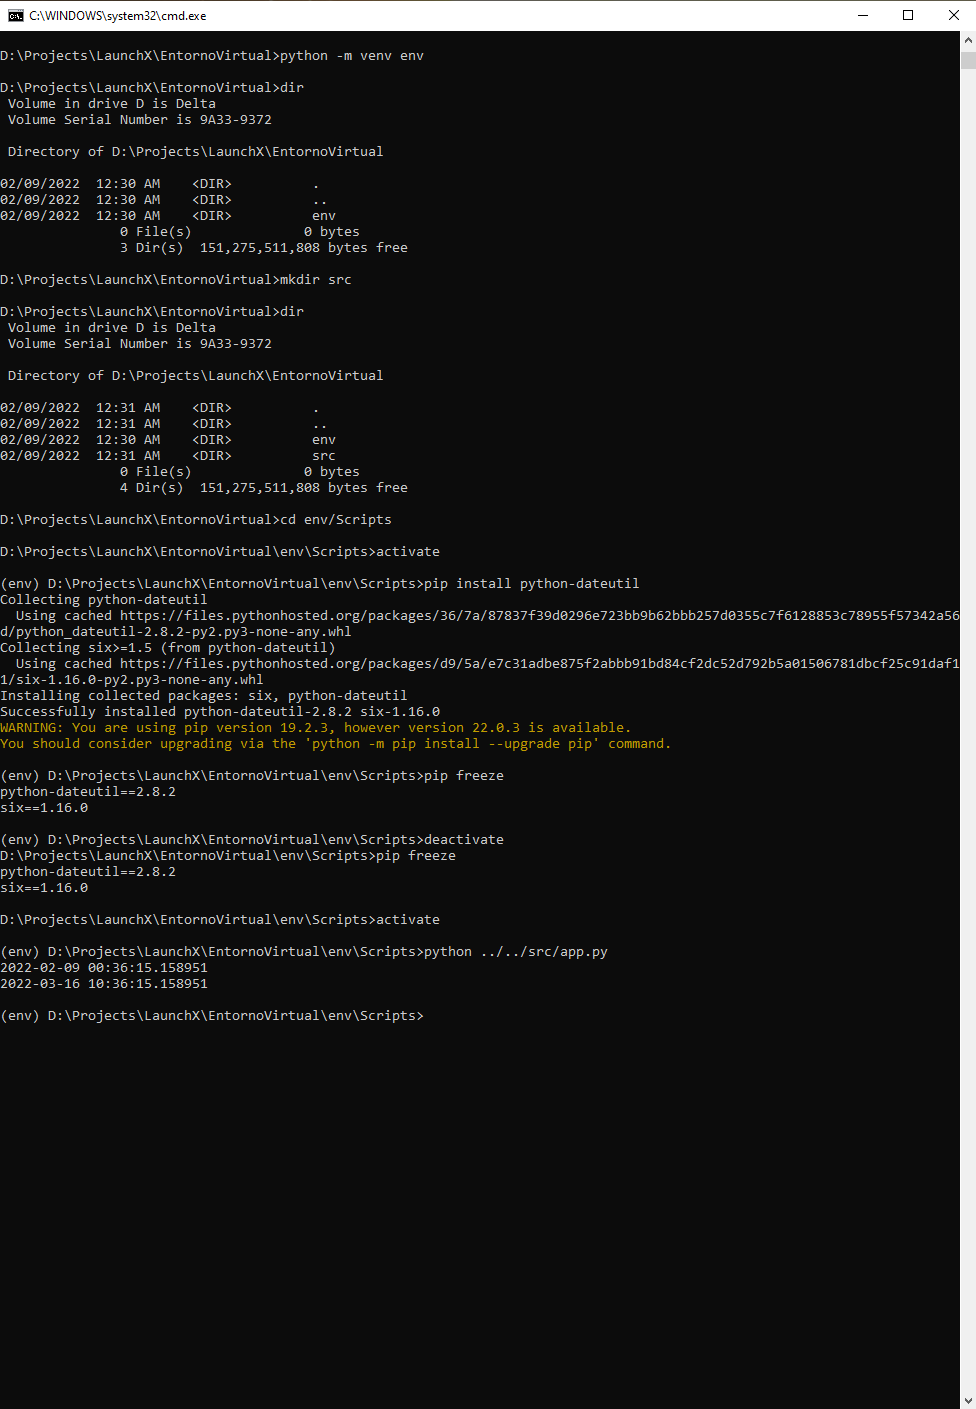 C:\WINDOWS\system32\cmd.exe
D:\Projects\LaunchX\EntornoVirtual>python -m venv env
D:\Projects\LaunchX\EntornoVirtual>dir
Volume in drive D is Delta
Volume Serial Number is 9A33-9372
Directory of D:\Projects\LaunchX\EntornoVirtual
02/09/2022  12:30 AM    <DIR>          .
02/09/2022  12:30 AM    <DIR>          ..
02/09/2022  12:30 AM    <DIR>          env
0 File(s)              0 bytes
3 Dir(s)  151,275,511,808 bytes free
D:\Projects\LaunchX\EntornoVirtual>mkdir src
D:\Projects\LaunchX\EntornoVirtual>dir
Volume in drive D is Delta
Volume Serial Number is 9A33-9372
Directory of D:\Projects\LaunchX\EntornoVirtual
02/09/2022  12:31 AM    <DIR>          .
02/09/2022  12:31 AM    <DIR>          ..
02/09/2022  12:30 AM    <DIR>          env
02/09/2022  12:31 AM    <DIR>          src
0 File(s)              0 bytes
4 Dir(s)  151,275,511,808 bytes free
D:\Projects\LaunchX\EntornoVirtual>cd env/Scripts
D:\Projects\LaunchX\EntornoVirtual\env\Scripts>activate
(env) D:\Projects\LaunchX\EntornoVirtual\env\Scripts>pip install python-dateutil
Collecting python-dateutil
Using cached https://files.pythonhosted.org/packages/36/7a/87837f39d0296e723bb9b62bbb257d0355c7f6128853c78955f57342a56
d/python_dateutil-2.8.2-py2.py3-none-any.whl
Collecting six>=1.5 (from python-dateutil)
Using cached https://files.pythonhosted.org/packages/d9/5a/e7c31adbe875f2abbb91bd84cf2dc52d792b5a01506781dbcf25c91daf1
1/six-1.16.0-py2.py3-none-any.whl
Installing collected packages: six, python-dateutil
Successfully installed python-dateutil-2.8.2 six-1.16.0
WARNING: You are using pip version 19.2.3, however version 22.0.3 is available.
You should consider upgrading via the 'python -m pip install --upgrade pip' command.
(env) D:\Projects\LaunchX\EntornoVirtual\env\Scripts>pip freeze
python-dateutil==2.8.2
six==1.16.0
(env) D:\Projects\LaunchX\EntornoVirtual\env\Scripts>deactivate
D:\Projects\LaunchX\EntornoVirtual\env\Scripts>pip freeze
python-dateutil==2.8.2
six==1.16.0
D:\Projects\LaunchX\EntornoVirtual\env\Scripts>activate
(env) D:\Projects\LaunchX\EntornoVirtual\env\Scripts>python ../../src/app.py
2022-02-09 00:36:15.158951
2022-03-16 10:36:15.158951
(env) D:\Projects\LaunchX\EntornoVirtual\env\Scripts>